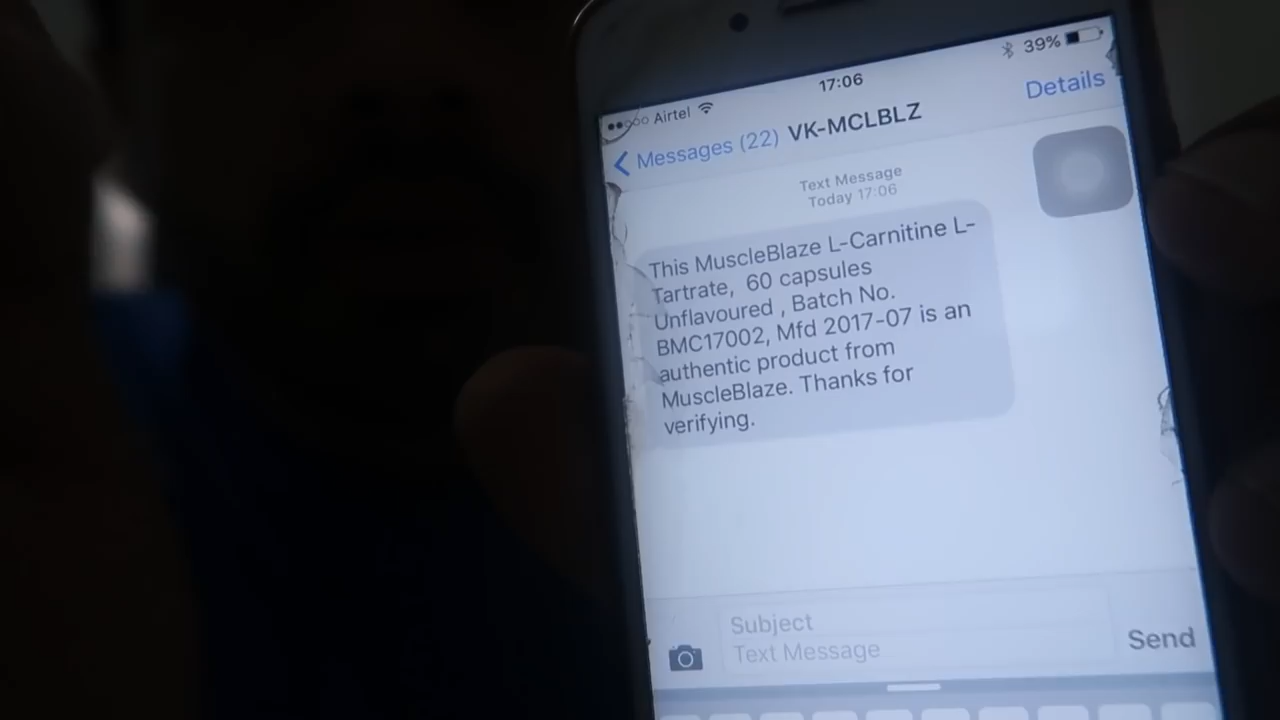 17:06
39%
Airtel
Messages (22) VK-MCLBLZ Details
Text Message
Today 17:06
This MuscleBlaze L-Carnitine L-
Tartrate, 60 capsules
Unflavoured , Batch No.
BMC17002, Mfd 2017-07 is an
authentic product from
MuscleBlaze. Thanks for
verifying.
Subject
Text Message
Send